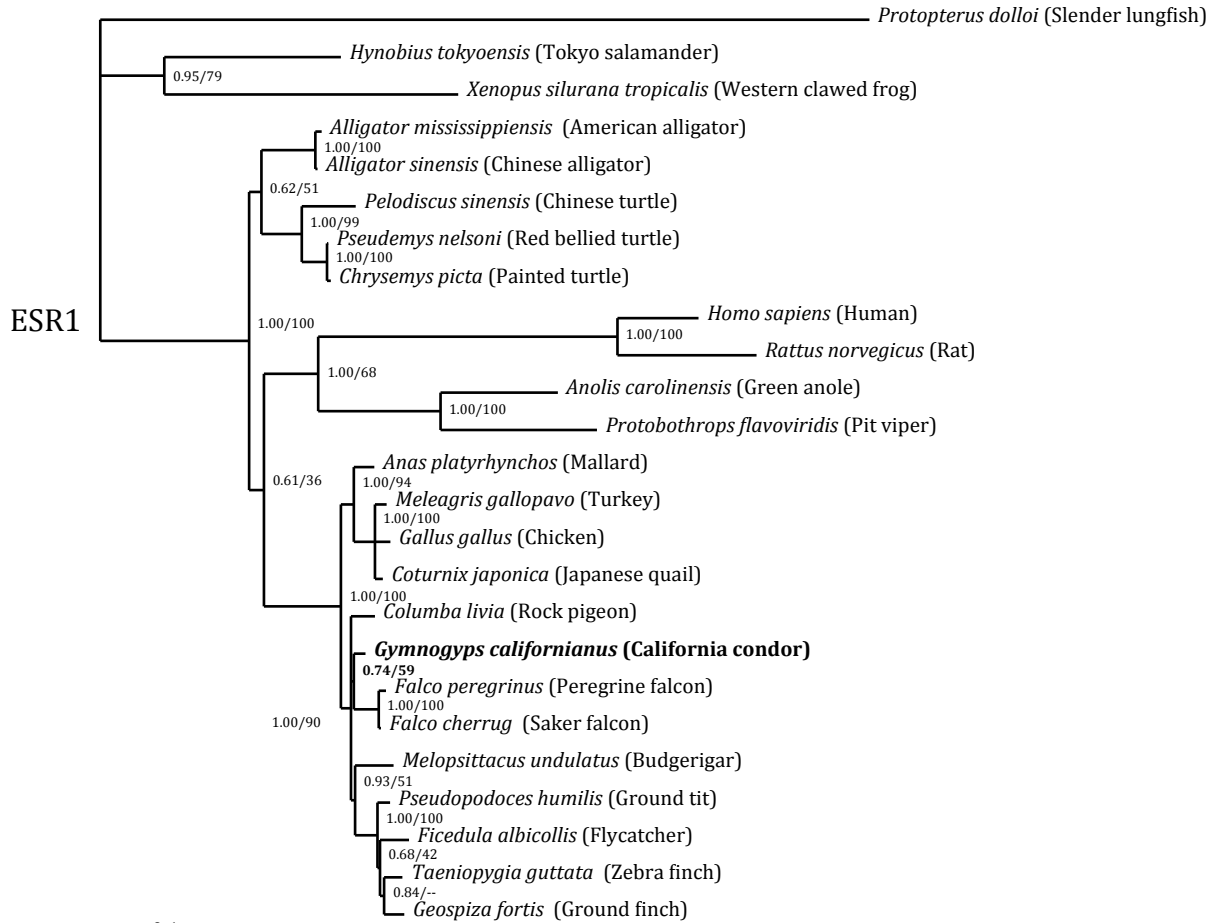 Protopterus dolloi (Slender lungfish)
Hynobius tokyoensis (Tokyo salamander)
0.95/79
Xenopus silurana tropicalis (Western clawed frog)
Alligator mississippiensis (American alligator)
1.00/100
Alligator sinensis (Chinese alligator)
0.62/51
Pelodiscus sinensis (Chinese turtle)
1.00/99
Pseudemys nelsoni (Red bellied turtle)
1.00/100
Chrysemys picta (Painted turtle)
ESR1
1.00/100
Homo sapiens (Human)
1.00/100
Rattus norvegicus (Rat)
1.00/68
Anolis carolinensis (Green anole)
1.00/100
Protobothrops flavoviridis (Pit viper)
Anas platyrhynchos (Mallard)
0.61/36
1.00/94
Meleagris gallopavo (Turkey)
1.00/100
Gallus gallus (Chicken)
Coturnix japonica (Japanese quail)
1.00/100
Columba livia (Rock pigeon)
Gymnogyps californianus (California condor)
0.74/59
Falco peregrinus (Peregrine falcon)
1.00/100
Falco cherrug (Saker falcon)
1.00/90
Melopsittacus undulatus (Budgerigar)
0.93/51
Pseudopodoces humilis (Ground tit)
1.00/100
Ficedula albicollis (Flycatcher)
0.68/42
Taeniopygia guttata (Zebra finch)
0.84/--
Geospiza fortis (Ground finch)